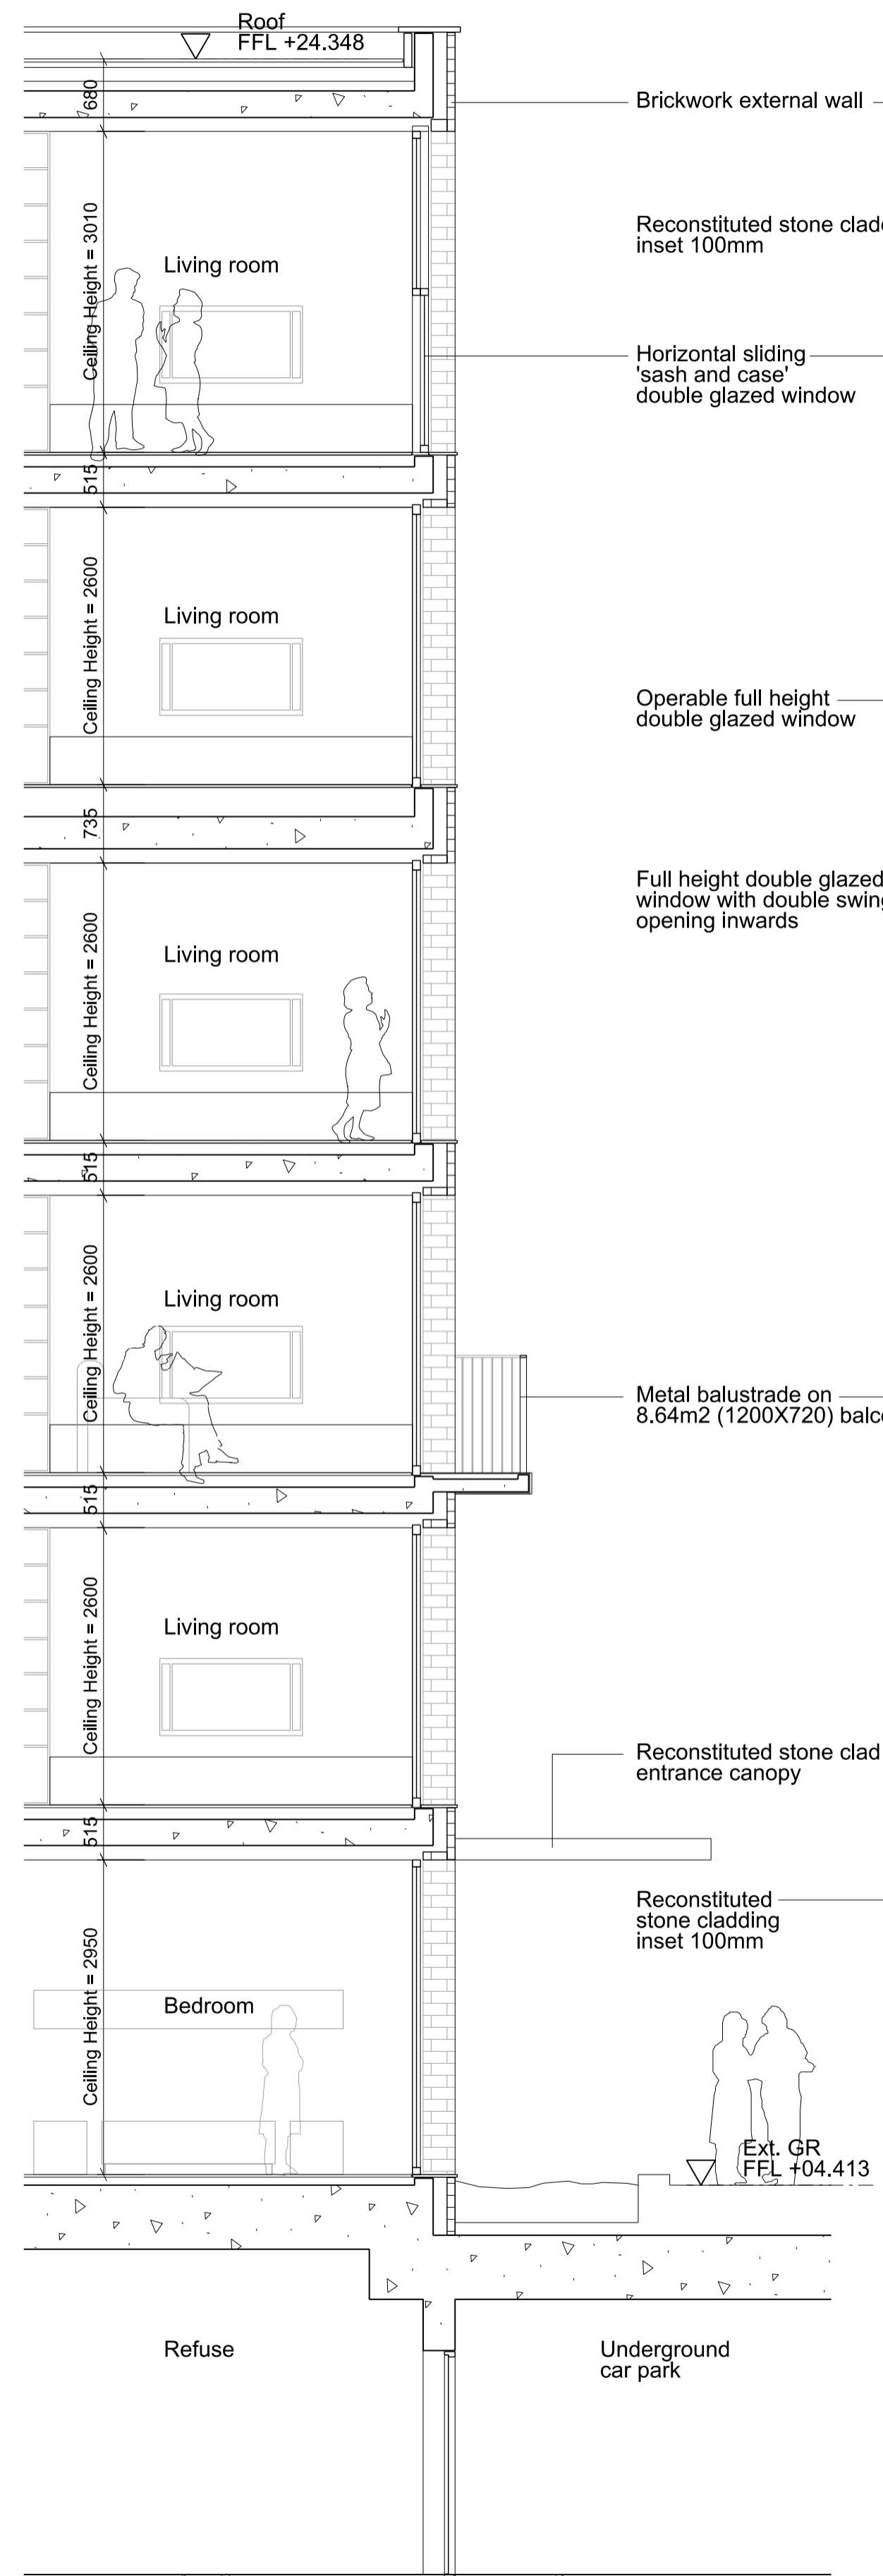 Roof
FFL +24.348
680
Brickwork external wall
Ceiling Height = 3010
Living room
Reconstituted stone
inset 100mm
Horizontal sliding
'sash and case'
double glazed window
515
Ceiling Height = 2600
Living room
Operable full height
double glazed window
735
Full height double glazed
window with double
opening inwards
Ceiling Height = 2600
Living room
515
Ceiling Height = 2600
Living room
Metal balustrade on
8.64m2 (1200X720)
515
Ceiling Height = 2600
Living room
Reconstituted stone clad
entrance canopy
515
Reconstituted
stone cladding
inset 100mm
Ceiling Height = 2950
Bedroom
Ext. GR
FFL +04.413
Refuse
Underground
car park